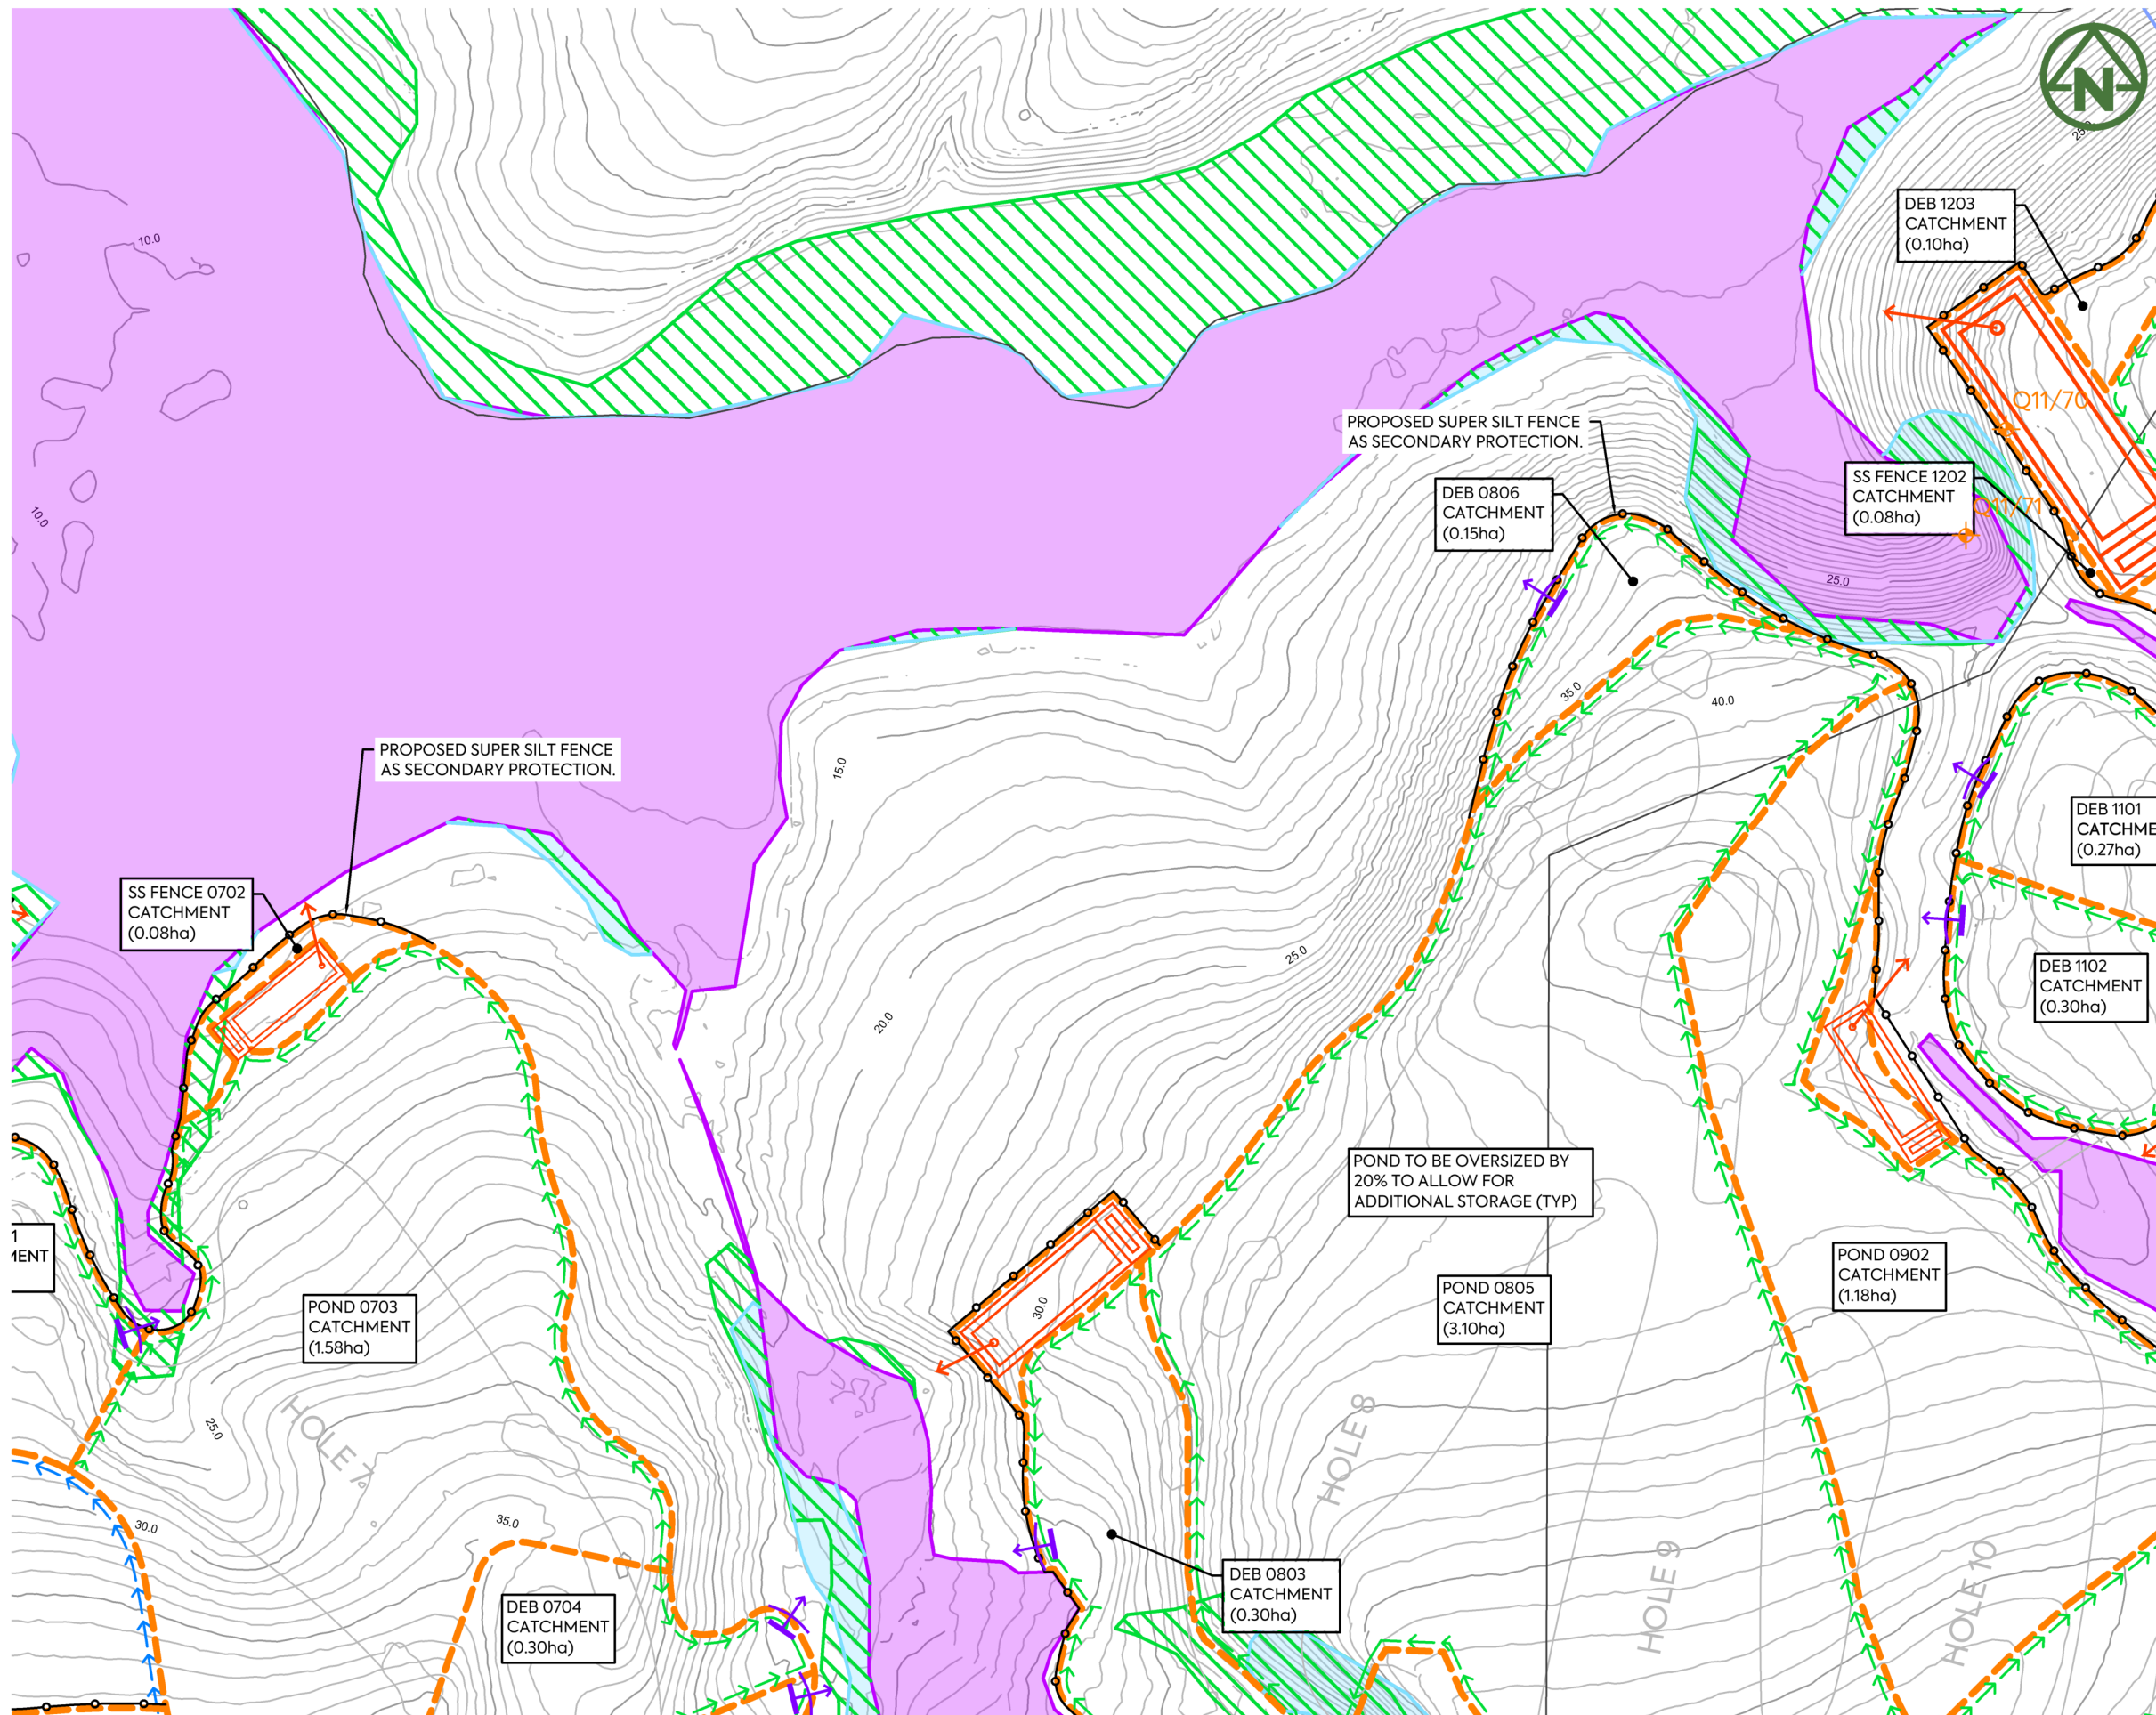 N
25.0
DEB 1203
CATCHMENT
(0.10ha)
10.0
Q11/70
PROPOSED SUPER SILT FENCE
AS SECONDARY PROTECTION.
SS FENCE 1202
CATCHMENT
(0.08ha)
Q11/71
DEB 0806
CATCHMENT
(0.15ha)
10.0
25.0
35.0
40.0
PROPOSED SUPER SILT FENCE
AS SECONDARY PROTECTION.
15.0
DEB 1101
CATCHME
(0.27ha)
SS FENCE 0702
CATCHMENT
(0.08ha)
25.0
DEB 1102
CATCHMENT
(0.30ha)
20.0
POND TO BE OVERSIZED BY
20% TO ALLOW FOR
ADDITIONAL STORAGE (TYP)
1
MENT
POND 0902
CATCHMENT
(1.18ha)
POND 0703
CATCHMENT
(1.58ha)
30.0
POND 0805
CATCHMENT
(3.10ha)
25.0
HOLE 7
HOLE 8
30.0
35.0
HOLE 9
HOLE 10
DEB 0803
CATCHMENT
(0.30ha)
DEB 0704
CATCHMENT
(0.30ha)